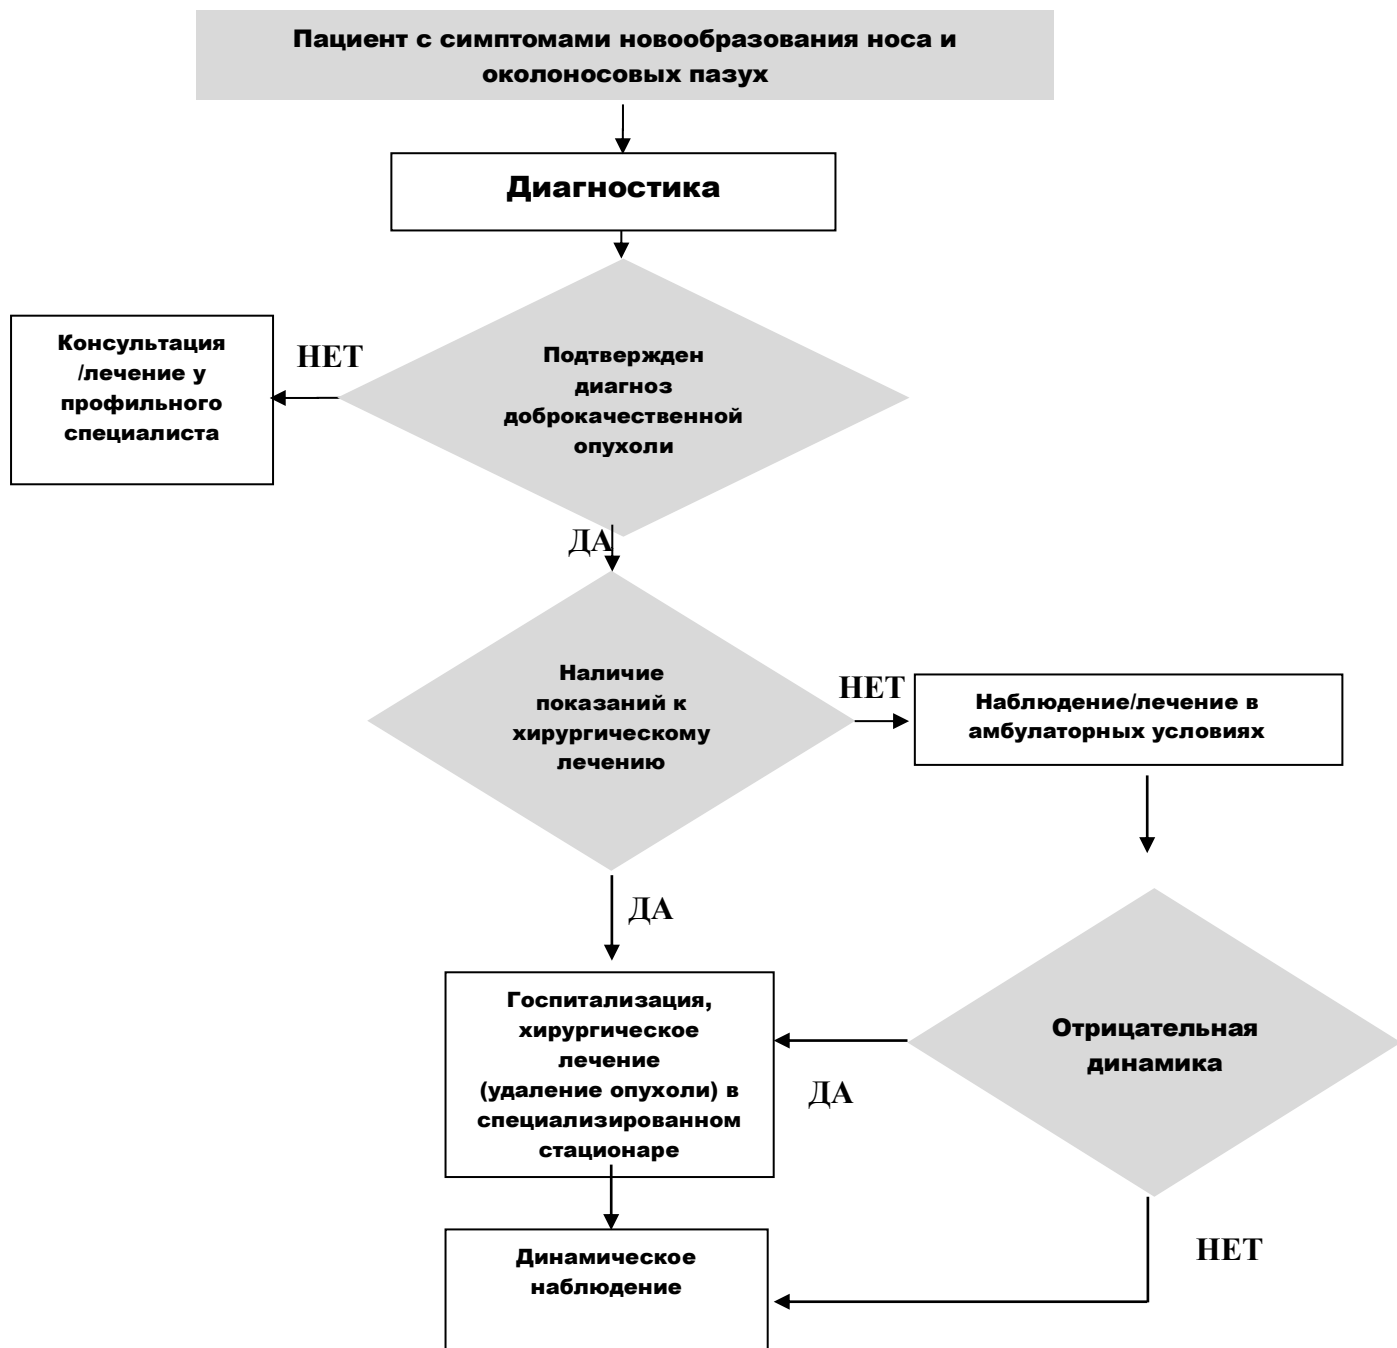 Пациент с симптомами новообразования носа и
околоносовых пазух
Диагностика
Консультация
/лечение у
профильного
специалиста
НЕТ
Подтвержден
диагноз
доброкачественной
опухоли
ДА
Наличие
показаний к
хирургическому
лечению
НЕТ
Наблюдение/лечение в
амбулаторных условиях
ДА
Госпитализация,
хирургическое
лечение
(удаление опухоли) в
специализированном
стационаре
ДА
Отрицательная
динамика
НЕТ
Динамическое
наблюдение